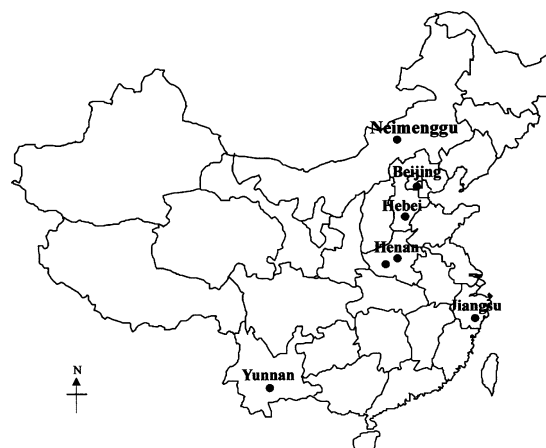 Neimenggu
Beijing
Hebei
Henan
Jiangsu
Yunnan
N